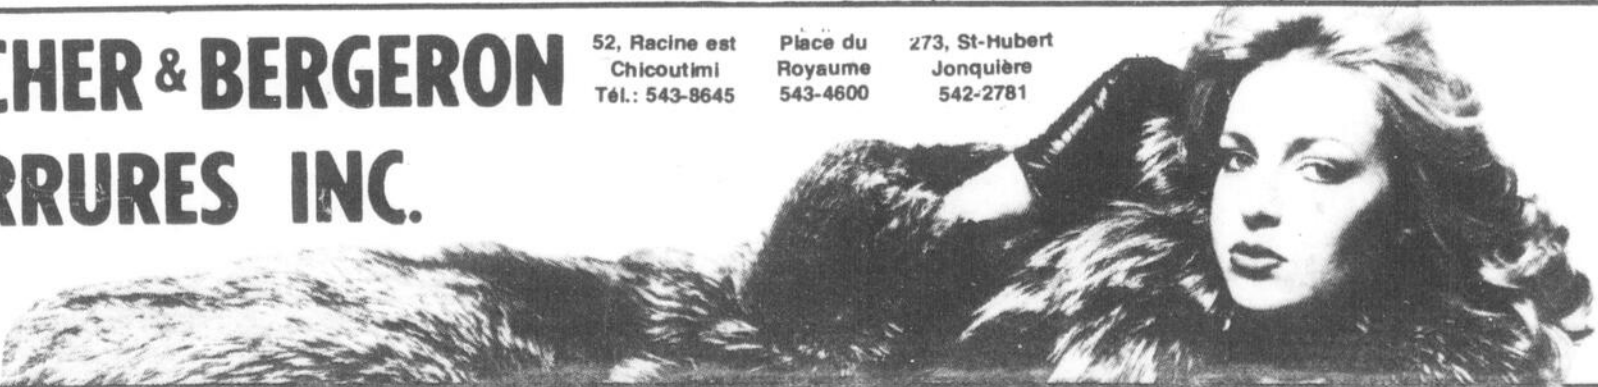 CHER & BERGERON
RRURES INC.
52, Racine est
Chicoutimi
Tél.: 543-8645
Place du
Royaume
543-4600
273, St-Hubert
Jonquière
542-2781